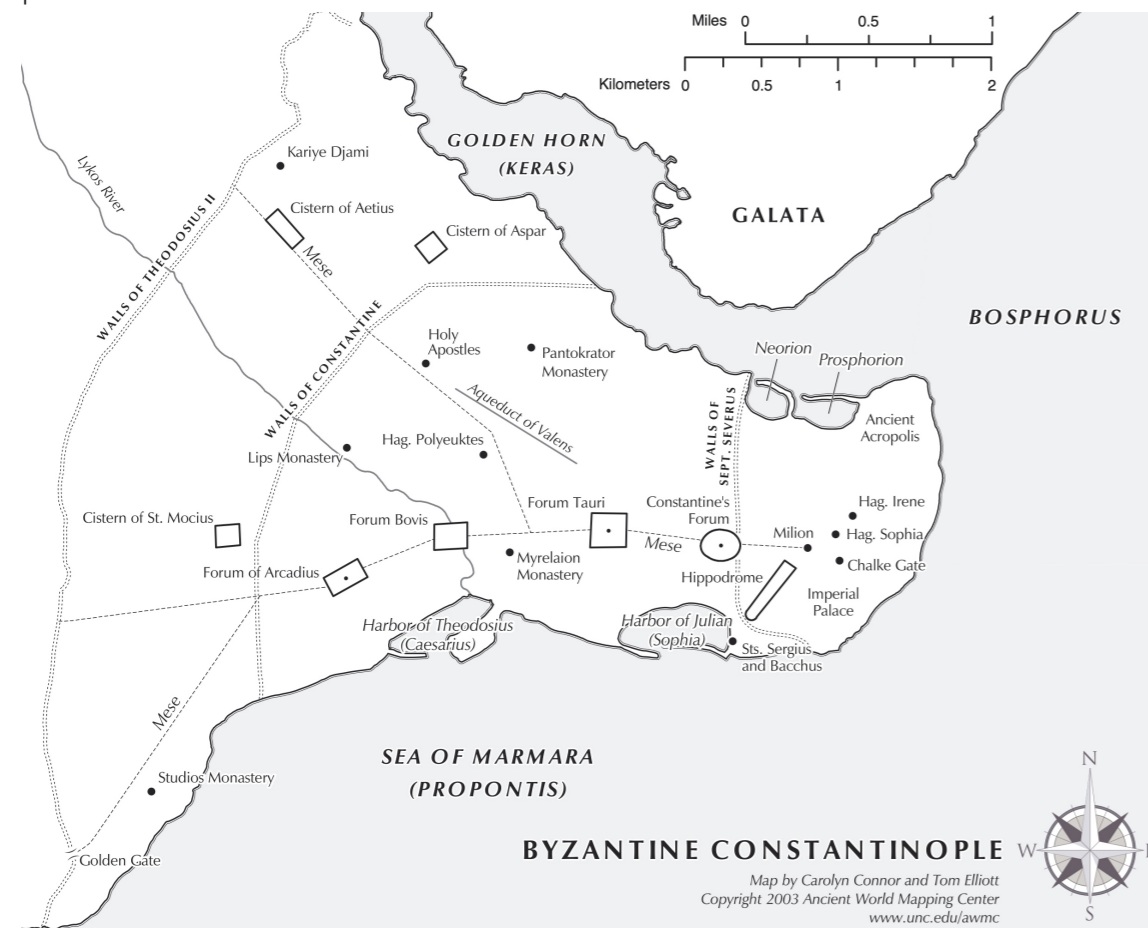 Miles 0 0.5 1
Kilometers 0 0.5 1 2
GOLDEN HORN
(KERAS)
GALATA
BOSPHORUS
Kariye Djami
Lykos River
WALLS OF THEODOSIUS II
Cistern of Aetius
Mese
Cistern of Aspar
WALLS OF CONSTANTINE
Holy
Apostles
Pantokrator
Monastery
Neorion
Prosphorion
Ancient
Acropolis
WALLS OF
SEPT. SEVERUS
Aqueduct of Valens
Hag. Polyeuktes
Lips Monastery
Cistern of St. Mocius
Forum Bovis
Forum Tauri
Constantine's
Forum
Mese
Milion
Hag. Irene
Hag. Sophia
Chalke Gate
Forum of Arcadius
Myrelaion
Monastery
Hippodrome
Imperial
Palace
Harbor of Theodosius
(Caesarius)
Harbor of Julian
(Sophia)
Sts. Sergius
and Bacchus
Mese
Studios Monastery
Golden Gate
SEA OF MARMARA
(PROPONTIS)
BYZANTINE CONSTANTINOPLE
Map by Carolyn Connor and Tom Elliott
Copyright 2003 Ancient World Mapping Center
www.unc.edu/awmc
N
W
S